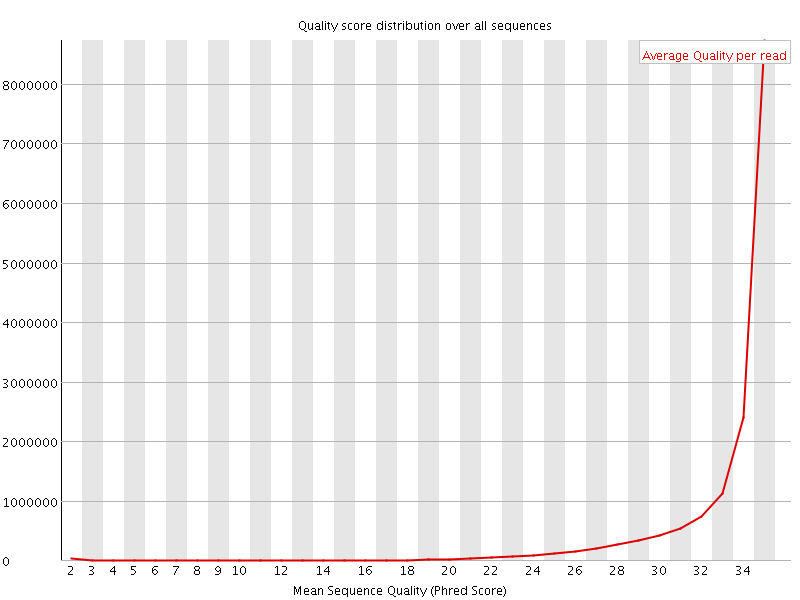 Quality score distribution over all sequences
Average Quality per read
8000000
7000000
6000000
5000000
4000000
3000000
2000000
1000000
0
2 3 4 5 6 7 8 9 10 12 14 16 18 20 22 24 26 28 30 32 34
Mean Sequence Quality (Phred Score)